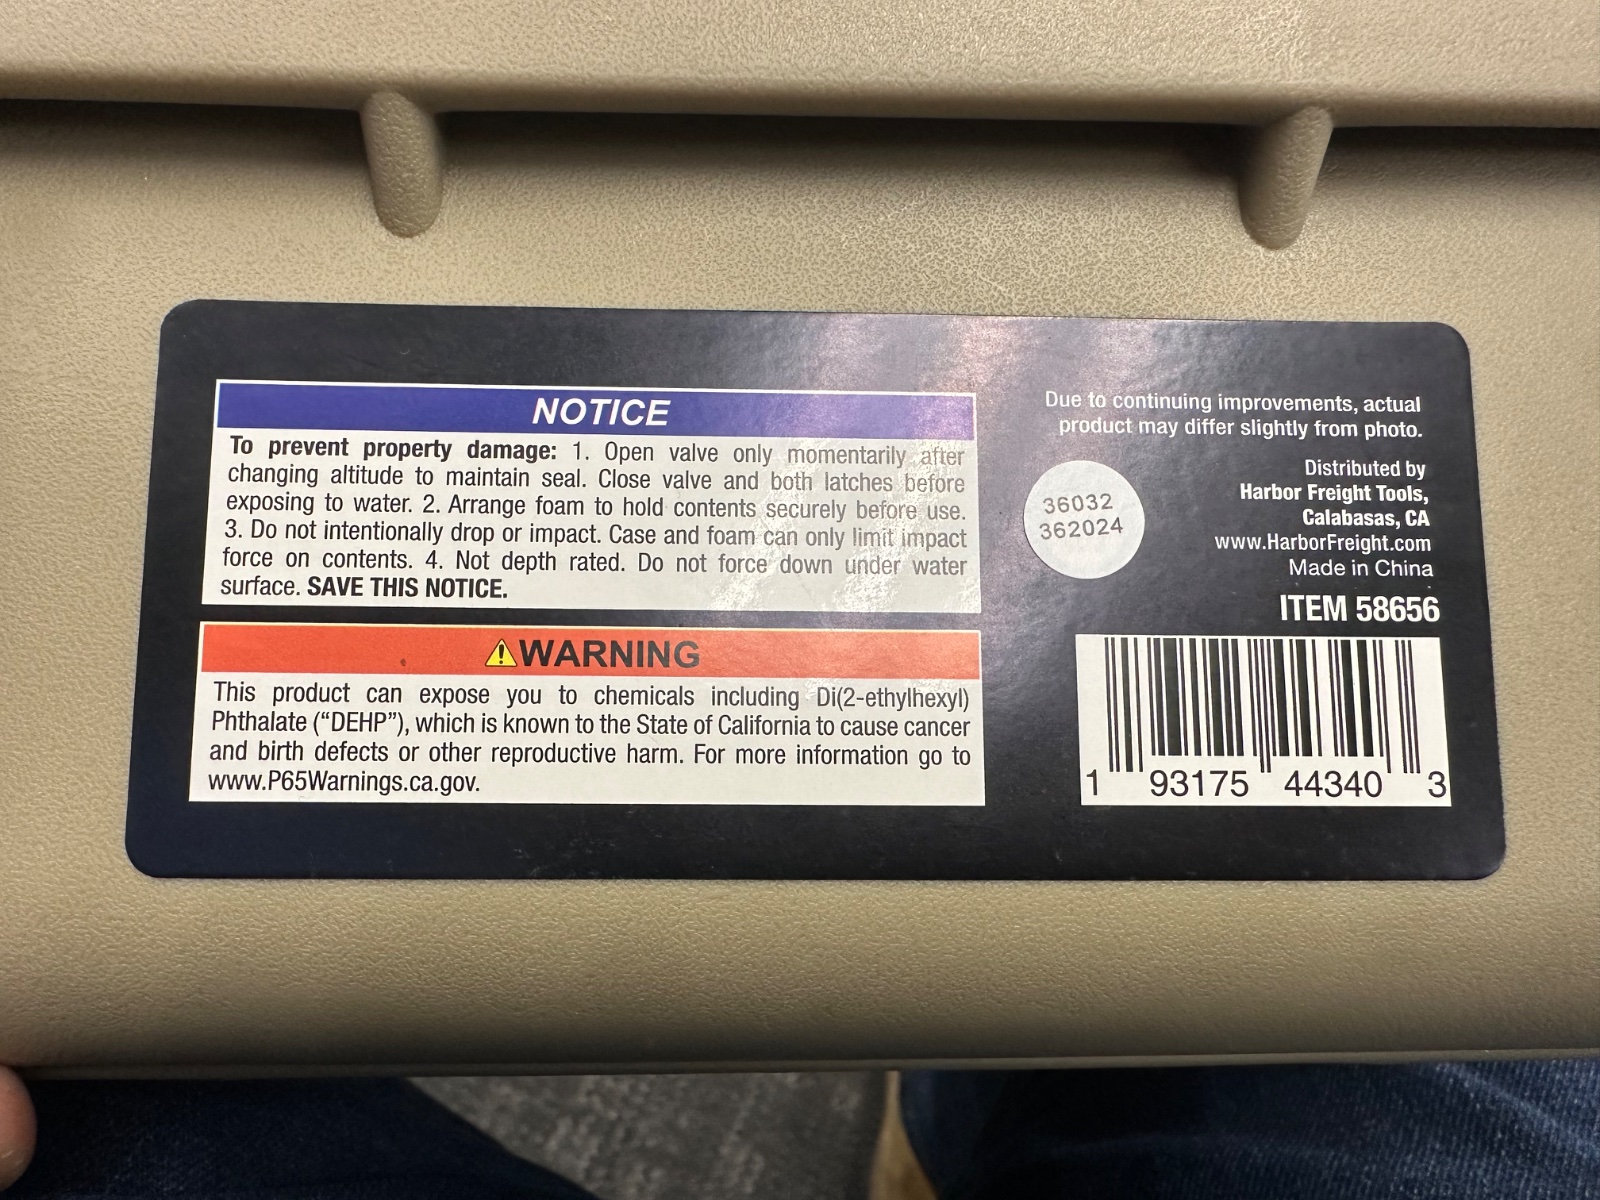 NOTICE
To prevent property damage: 1. Open valve only momentarily after
changing altitude to maintain seal. Close valve and both latches before
exposing to water. 2. Arrange foam to hold contents securely before use.
3. Do not intentionally drop or impact. Case and foam can only limit impact
force on contents. 4. Not depth rated. Do not force down under water
surface. SAVE THIS NOTICE.
WARNING
This product can expose you to chemicals including Di(2-ethylhexyl)
Phthalate (“DEHP”), which is known to the State of California to cause cancer
and birth defects or other reproductive harm. For more information go to
www.P65Warnings.ca.gov.
Due to continuing improvements, actual
product may differ slightly from photo.
36032
362024
Distributed by
Harbor Freight Tools,
Calabasas, CA
www.HarborFreight.com
Made in China
ITEM 58656
1 93175 44340 3